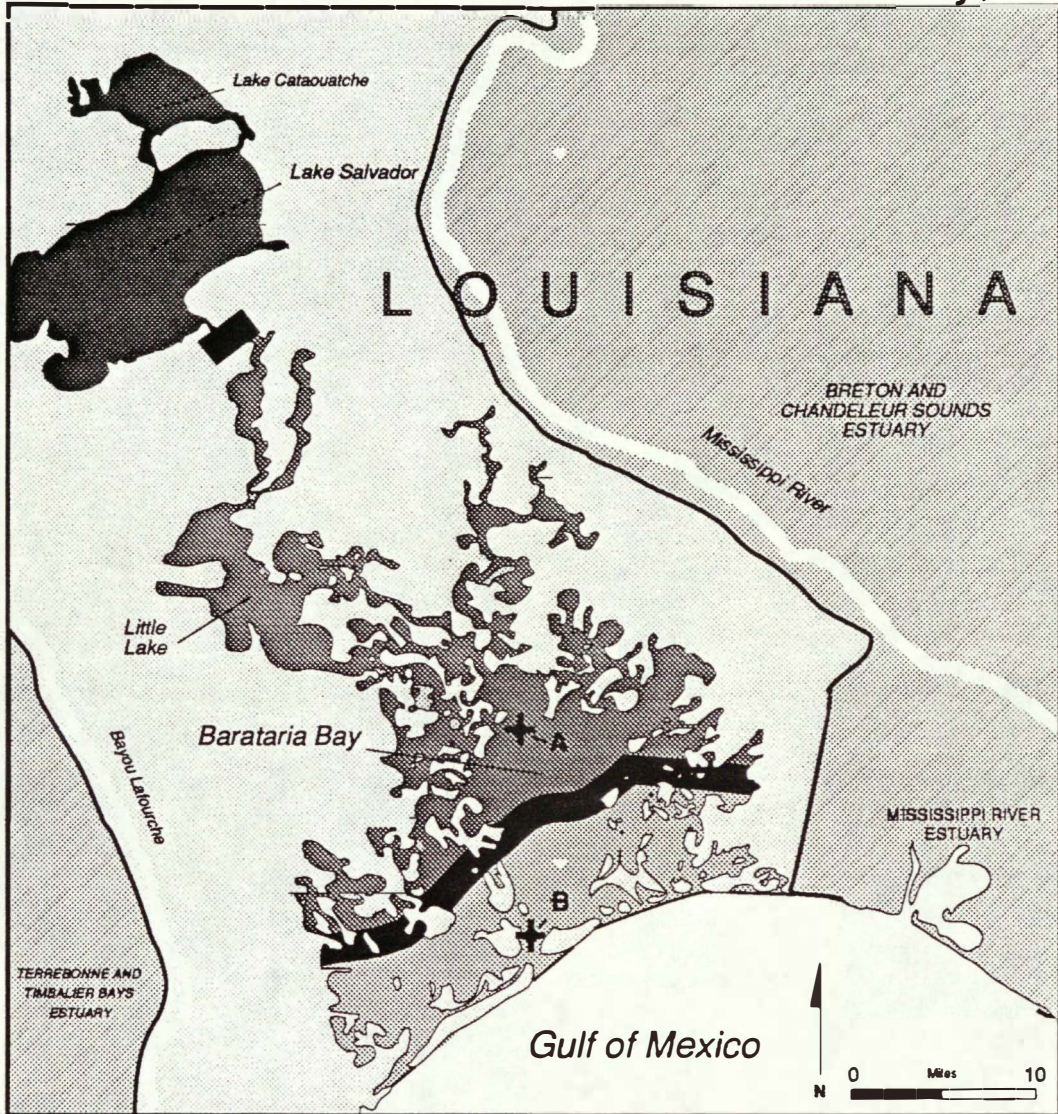 Lake Cataouatche
Lake Salvador
LOUISIANA
BRETON AND
CHANDELEUR SOUNDS
ESTUARY
Mississippi River
Little
Lake
Barataria Bay
A
Bayou Lafourche
MISSISSIPPI RIVER
ESTUARY
B
TERREBONNE AND
TIMBALIER BAYS
ESTUARY
Gulf of Mexico
N
0 Miles 10